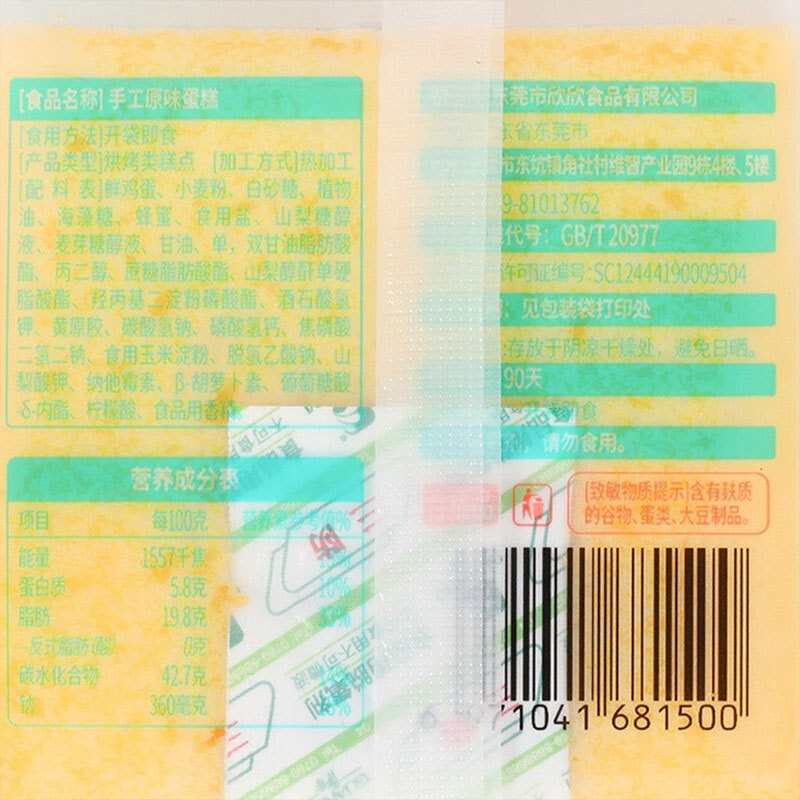 [食品名称] 手工原味蛋糕
[食用方法]开袋即食
[产品类型]烘烤类糕点 [加工方式]热加工
[配料表]鲜鸡蛋、小麦粉、白砂糖、植物
油、海藻糖、蜂蜜、食用盐、山梨糖醇
液、麦芽糖醇液、甘油、单，双甘油脂肪酸
酯、丙二醇、蔗糖脂肪酸酯、山梨醇酐单硬
脂酸酯、羟丙基二淀粉磷酸酯、酒石酸氢
钾、黄原胶、碳酸氢钠、磷酸氢钙、焦磷酸
二氢二钠、食用玉米淀粉、脱氢乙酸钠、山
梨酸钾、纳他霉素、β-胡萝卜素、葡萄糖酸
-δ-内酯、柠檬酸、食品用香精
营养成分表
项目 每100克 营养素参考值%
能量 1557千焦
蛋白质 5.8克 10%
脂肪 19.8克 33%
-反式脂肪(酸) 0克
碳水化合物 42.7克
钠 360毫克
东莞市欣欣食品有限公司
东省东莞市
市东坑镇角社村维智产业园9栋4楼、5楼
9-81013762
代号：GB/T 20977
许可证编号:SC12444190009504
：见包装袋打印处
存放于阴凉干燥处，避免日晒。
90天
即食
剂，请勿食用。
[致敏物质提示]含有麸质
的谷物、蛋类、大豆制品。
71041 681500
防
脱氧剂